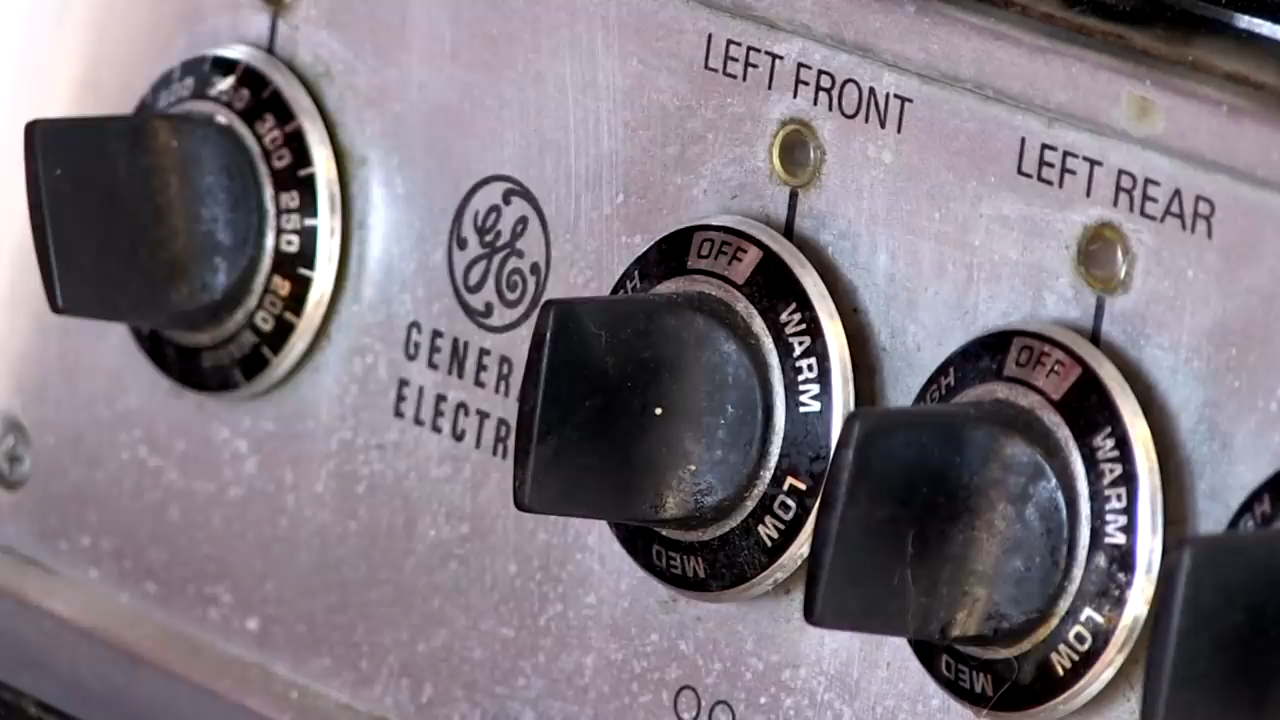 LEFT FRONT
LEFT REAR
300
250
200
GE
GENER
ELECTR
OFF
WARM
LOW
MED
OFF
WARM
LOW
MED